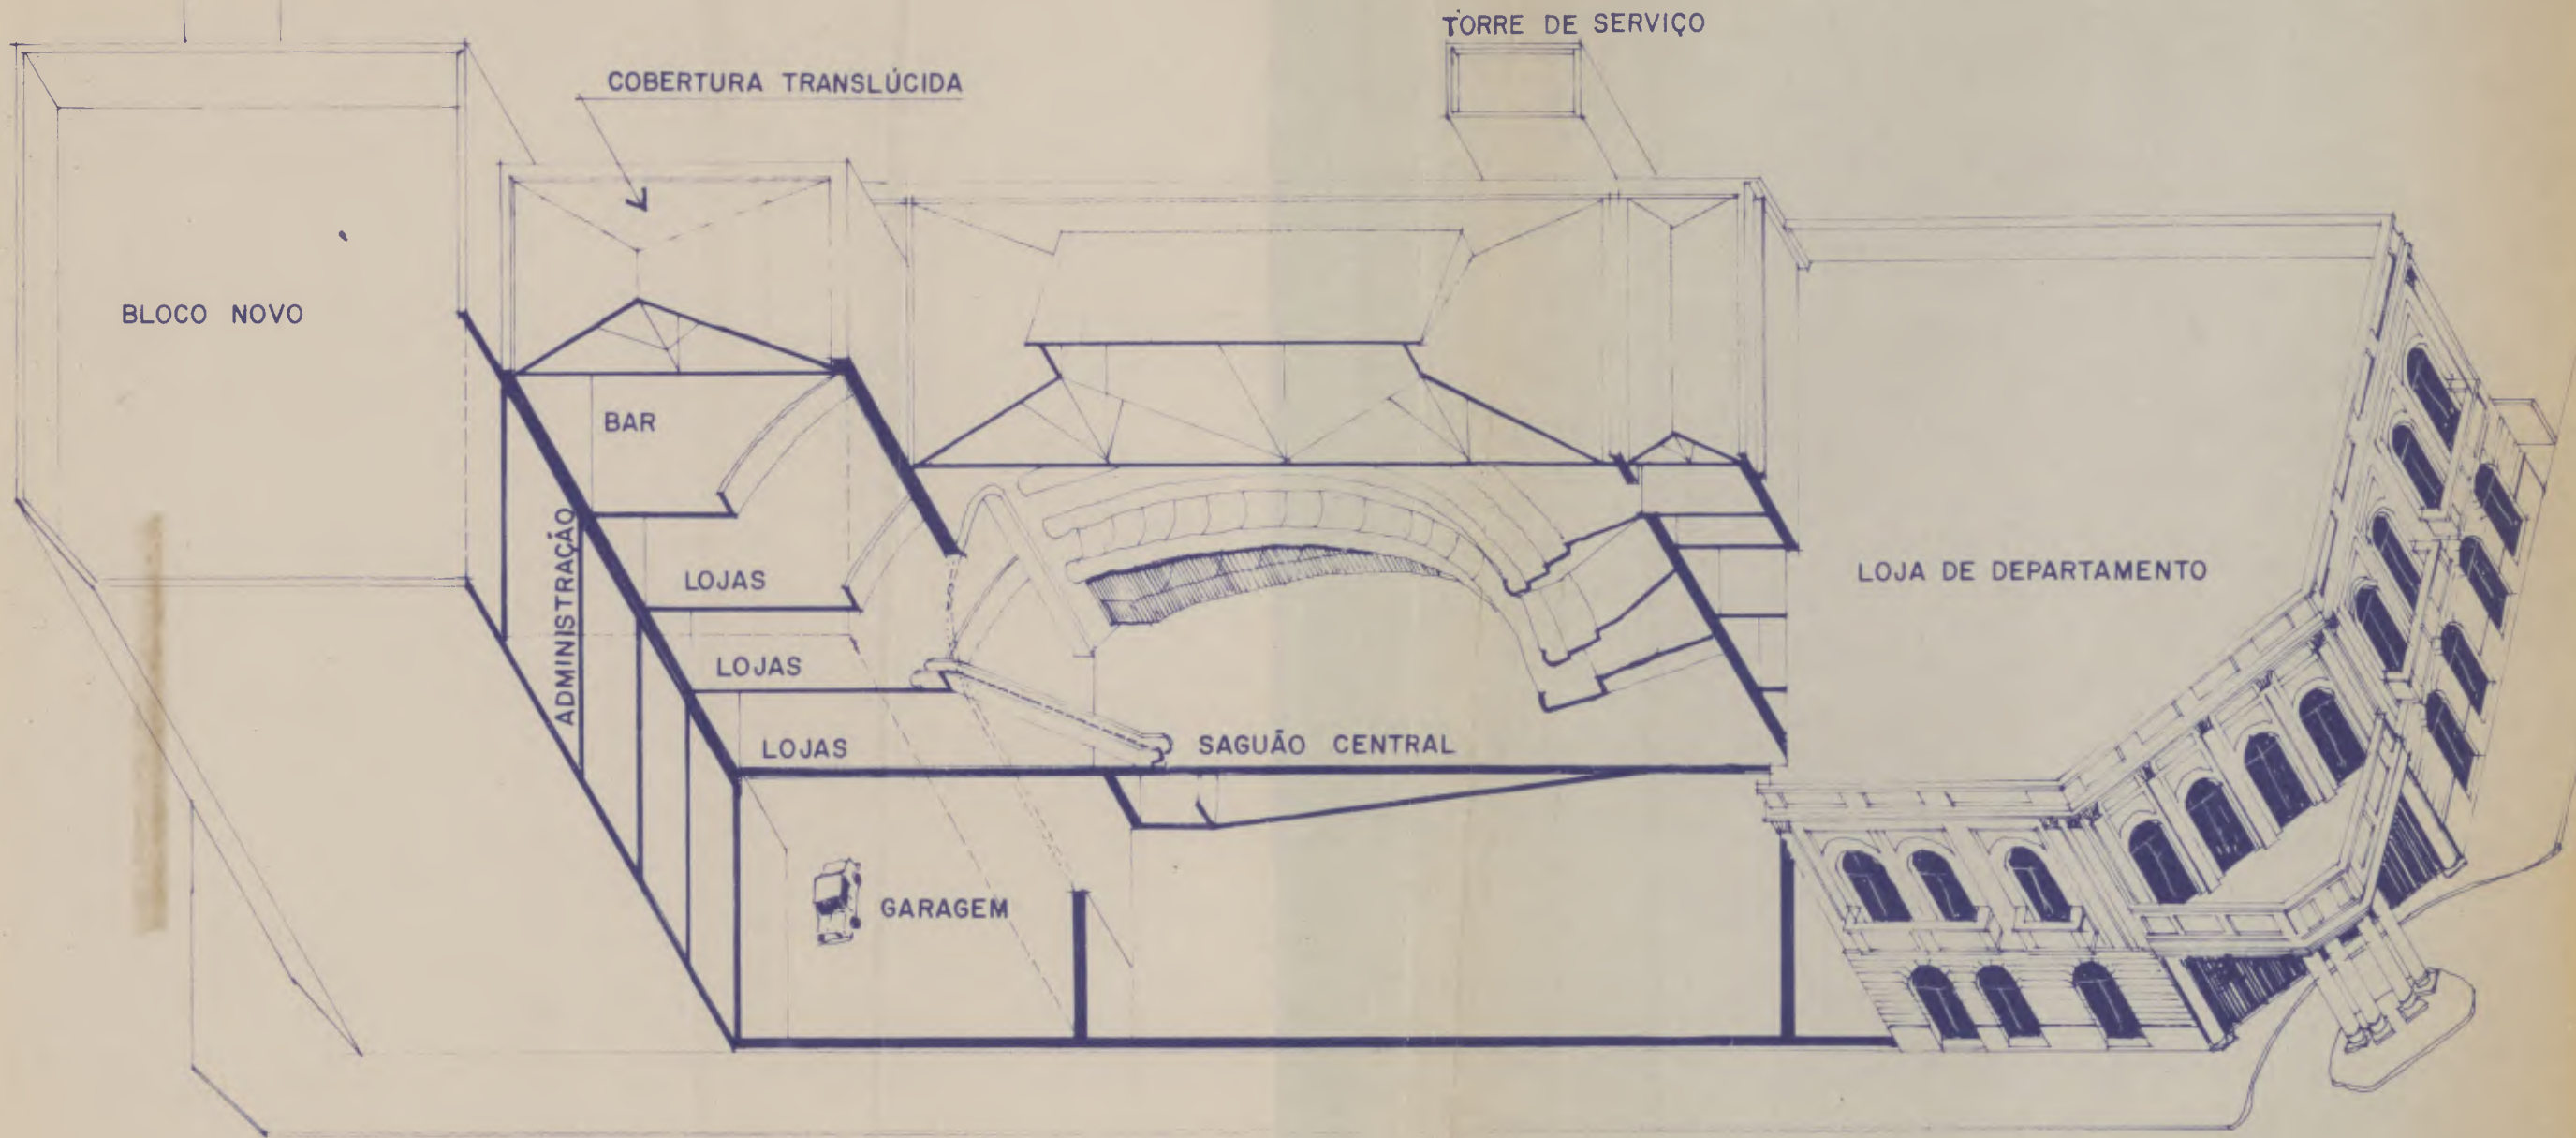 TORRE DE SERVIÇO
COBERTURA TRANSLÚCIDA
BLOCO NOVO
BAR
ADMINISTRAÇÃO
LOJAS
LOJA DE DEPARTAMENTO
LOJAS
LOJAS
SAGUÃO CENTRAL
GARAGEM